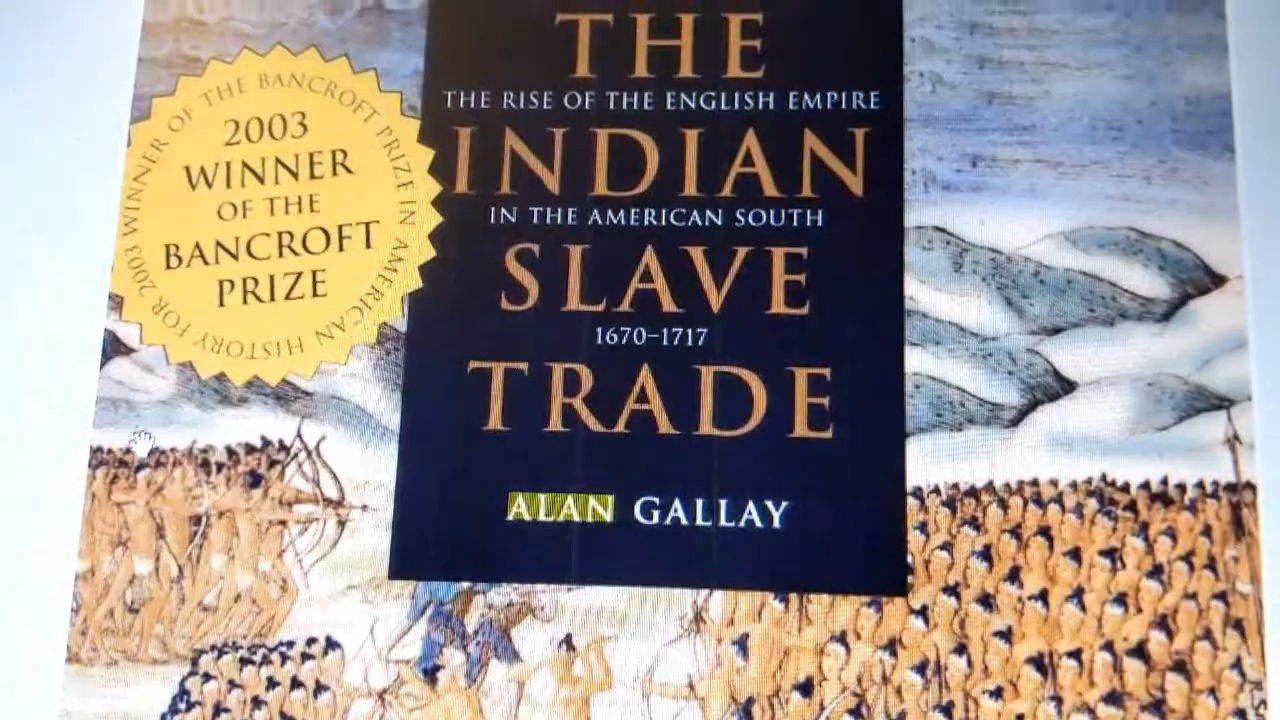 THE
THE RISE OF THE ENGLISH EMPIRE
INDIAN
IN THE AMERICAN SOUTH
SLAVE
1670–1717
TRADE
ALAN GALLAY
2003
WINNER
OF THE
BANCROFT
PRIZE
WINNER OF THE BANCROFT PRIZE IN AMERICAN HISTORY FOR 2003